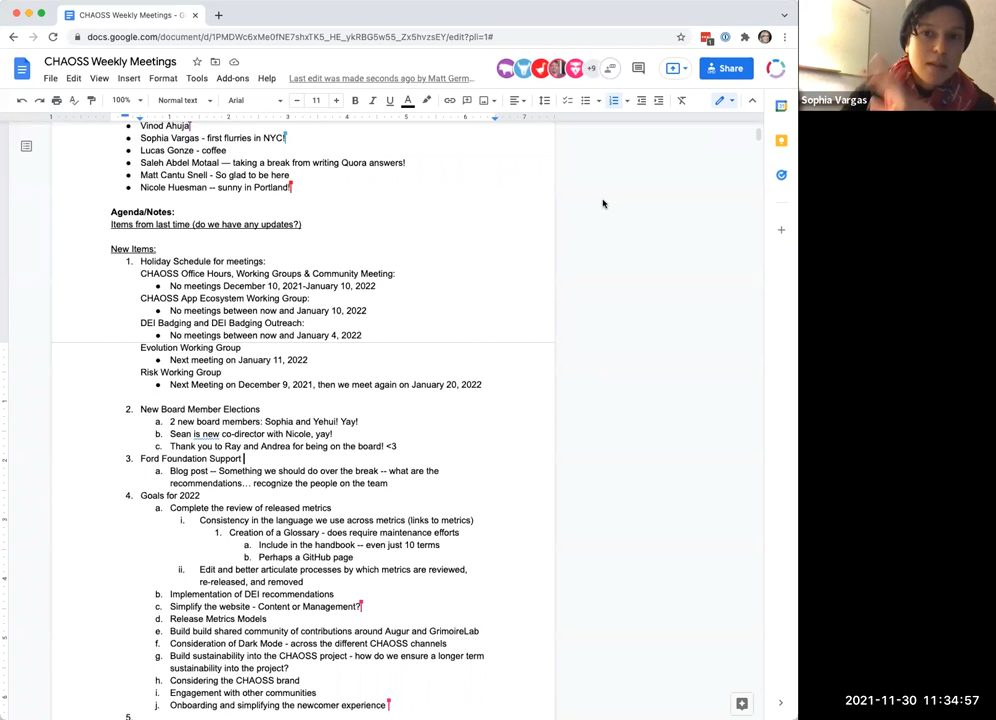 CHAOSS Weekly Meetings - G
docs.google.com/document/d/1PMDWc6xMe0fNE7shxTK5_HE_ykRBG5w55_Zx5hvzsEY/edit?pli=1#
CHAOSS Weekly Meetings
File Edit View Insert Format Tools Add-ons Help Last edit was made seconds ago by Matt Germ...
+9
Share
100% Normal text Arial 11
Sophia Vargas
1 1 2 3 4 5 6 7
• Vinod Ahuja
• Sophia Vargas - first flurries in NYC!
• Lucas Gonze - coffee
• Saleh Abdel Motaal — taking a break from writing Quora answers!
• Matt Cantu Snell - So glad to be here
• Nicole Huesman -- sunny in Portland!
Agenda/Notes:
Items from last time (do we have any updates?)
New Items:
1. Holiday Schedule for meetings:
CHAOSS Office Hours, Working Groups & Community Meeting:
• No meetings December 10, 2021-January 10, 2022
CHAOSS App Ecosystem Working Group:
• No meetings between now and January 10, 2022
DEI Badging and DEI Badging Outreach:
• No meetings between now and January 4, 2022
Evolution Working Group
• Next meeting on January 11, 2022
Risk Working Group
• Next Meeting on December 9, 2021, then we meet again on January 20, 2022
2. New Board Member Elections
a. 2 new board members: Sophia and Yehui! Yay!
b. Sean is new co-director with Nicole, yay!
c. Thank you to Ray and Andrea for being on the board! <3
3. Ford Foundation Support
a. Blog post -- Something we should do over the break -- what are the
recommendations... recognize the people on the team
4. Goals for 2022
a. Complete the review of released metrics
i. Consistency in the language we use across metrics (links to metrics)
1. Creation of a Glossary - does require maintenance efforts
a. Include in the handbook -- even just 10 terms
b. Perhaps a GitHub page
ii. Edit and better articulate processes by which metrics are reviewed,
re-released, and removed
b. Implementation of DEI recommendations
c. Simplify the website - Content or Management?
d. Release Metrics Models
e. Build build shared community of contributions around Augur and GrimoireLab
f. Consideration of Dark Mode - across the different CHAOSS channels
g. Build sustainability into the CHAOSS project - how do we ensure a longer term
sustainability into the project?
h. Considering the CHAOSS brand
i. Engagement with other communities
j. Onboarding and simplifying the newcomer experience
5.
2021-11-30 11:34:57